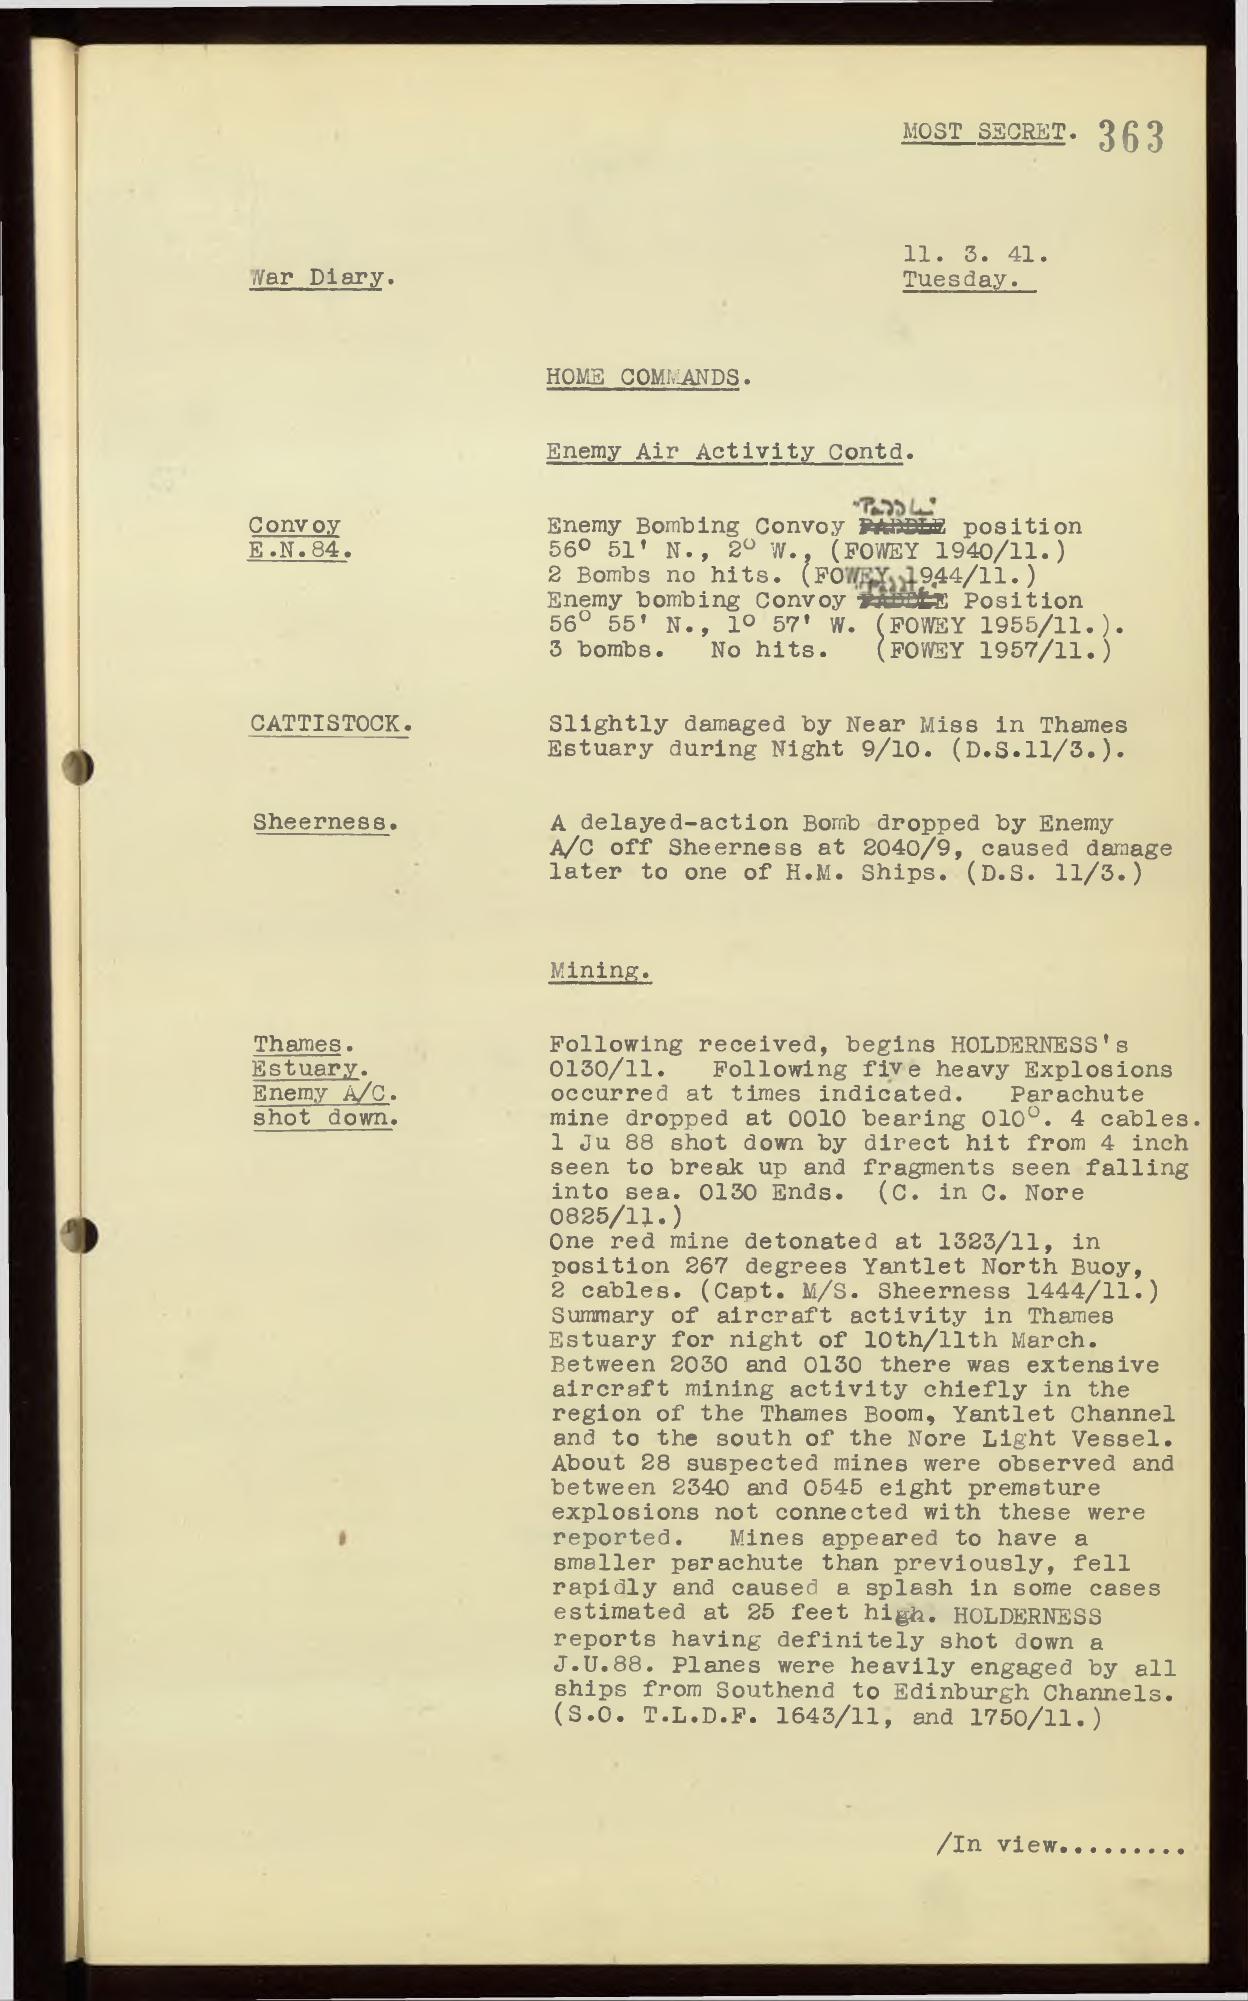 MOST SECRET. 363
11. 3. 41.
War Diary.
Tuesday.
HOME COMMANDS.
Enemy Air Activity Contd.
"Paddle"
Convoy
E.N.84.
Enemy Bombing Convoy PADDLE position
56º 51' N., 2º W., (FOWEY 1940/11.)
2 Bombs no hits. (FOWEY 1944/11.)
Enemy bombing Convoy PADDLE Position
56º 55' N., 1º 57' W. (FOWEY 1955/11.).
3 bombs. No hits. (FOWEY 1957/11.)
CATTISTOCK.
Slightly damaged by Near Miss in Thames
Estuary during Night 9/10. (D.S.11/3.).
Sheerness.
A delayed-action Bomb dropped by Enemy
A/C off Sheerness at 2040/9, caused damage
later to one of H.M. Ships. (D.S. 11/3.)
Mining.
Thames.
Estuary.
Enemy A/C.
shot down.
Following received, begins HOLDERNESS's
0130/11. Following five heavy Explosions
occurred at times indicated. Parachute
mine dropped at 0010 bearing 010º. 4 cables.
1 Ju 88 shot down by direct hit from 4 inch
seen to break up and fragments seen falling
into sea. 0130 Ends. (C. in C. Nore
0825/11.)
One red mine detonated at 1323/11, in
position 267 degrees Yantlet North Buoy,
2 cables. (Capt. M/S. Sheerness 1444/11.)
Summary of aircraft activity in Thames
Estuary for night of 10th/11th March.
Between 2030 and 0130 there was extensive
aircraft mining activity chiefly in the
region of the Thames Boom, Yantlet Channel
and to the south of the Nore Light Vessel.
About 28 suspected mines were observed and
between 2340 and 0545 eight premature
explosions not connected with these were
reported. Mines appeared to have a
smaller parachute than previously, fell
rapidly and caused a splash in some cases
estimated at 25 feet high. HOLDERNESS
reports having definitely shot down a
J.U.88. Planes were heavily engaged by all
ships from Southend to Edinburgh Channels.
(S.O. T.L.D.F. 1643/11, and 1750/11.)
/In view.........